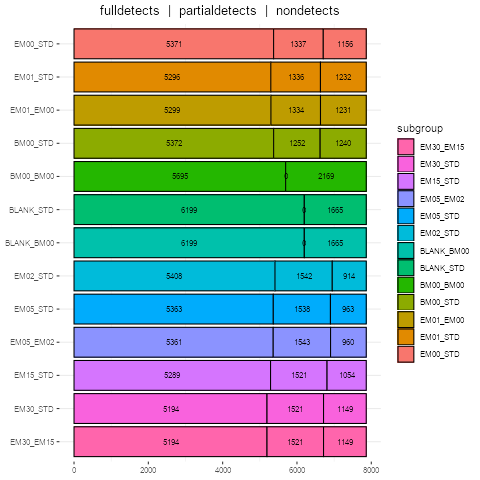 fulldetects | partialdetects | nondetects
EM00_STD 5371 1337 1156
EM01_STD 5296 1336 1232
EM01_EM00 5299 1334 1231
BM00_STD 5372 1252 1240
BM00_BM00 5695 0 2169
BLANK_STD 6199 0 1665
BLANK_BM00 6199 0 1665
EM02_STD 5408 1542 914
EM05_STD 5363 1538 963
EM05_EM02 5361 1543 960
EM15_STD 5289 1521 1054
EM30_STD 5194 1521 1149
EM30_EM15 5194 1521 1149
0 2000 4000 6000 8000
subgroup
EM30_EM15
EM30_STD
EM15_STD
EM05_EM02
EM05_STD
EM02_STD
BLANK_BM00
BLANK_STD
BM00_BM00
BM00_STD
EM01_EM00
EM01_STD
EM00_STD